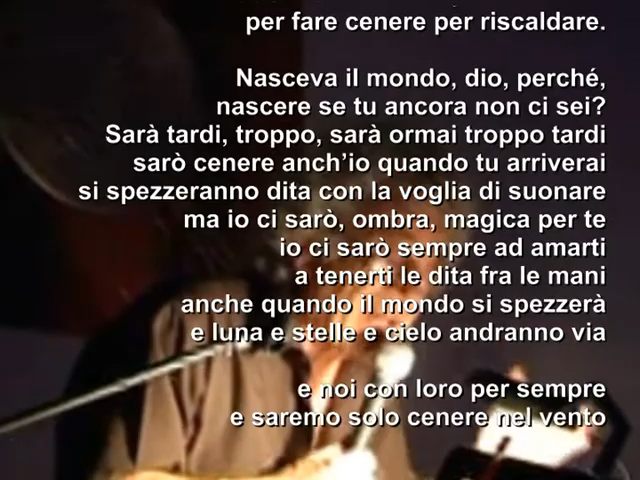 per fare cenere per riscaldare.
Nasceva il mondo, dio, perché,
nascere se tu ancora non ci sei?
Sarà tardi, troppo, sarà ormai troppo tardi
sarò cenere anch’io quando tu arriverai
si spezzeranno dita con la voglia di suonare
ma io ci sarò, ombra, magica per te
io ci sarò sempre ad amarti
a tenerti le dita fra le mani
anche quando il mondo si spezzerà
e luna e stelle e cielo andranno via
e noi con loro per sempre
e saremo solo cenere nel vento